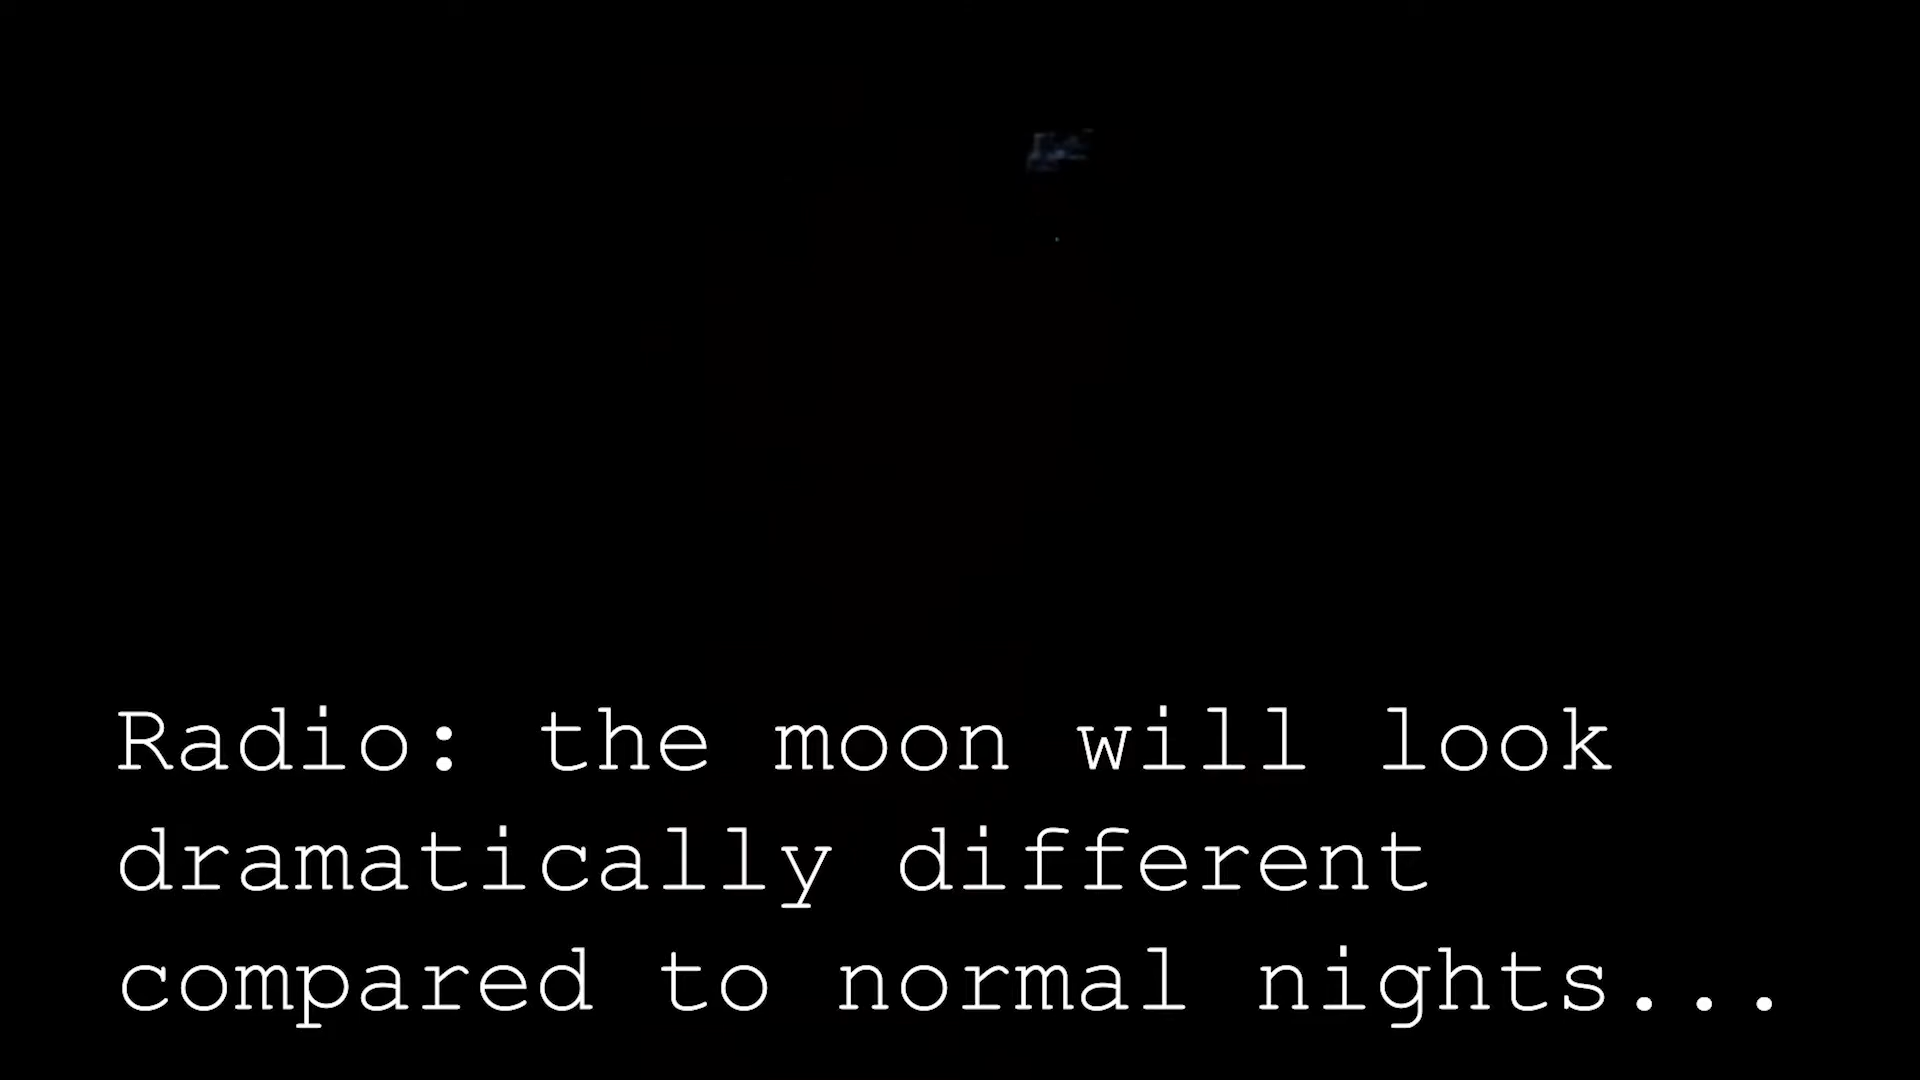 Radio: the moon will look
dramatically different
compared to normal nights...